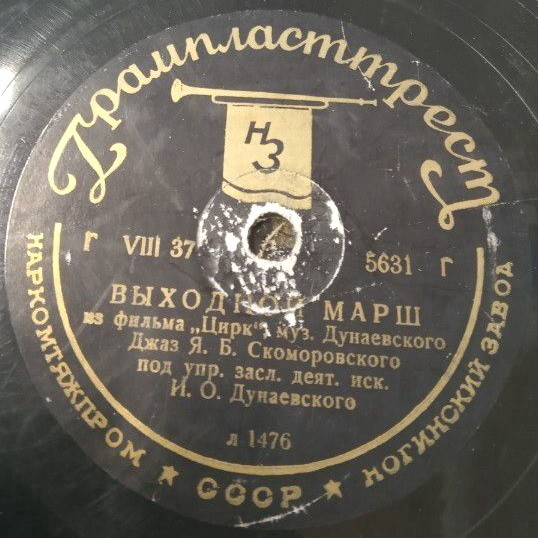 Грампласттрест
НЗ
Г VIII 37 5631 Г
ВЫХОДНОЙ МАРШ
из фильма „Цирк“ муз. Дунаевского
Джаз Я. Б. Скоморовского
под упр. засл. деят. иск.
И. О. Дунаевского
л 1476
НАРКОМТЯЖПРОМ ★ СССР ★ НОГИНСКИЙ ЗАВОД